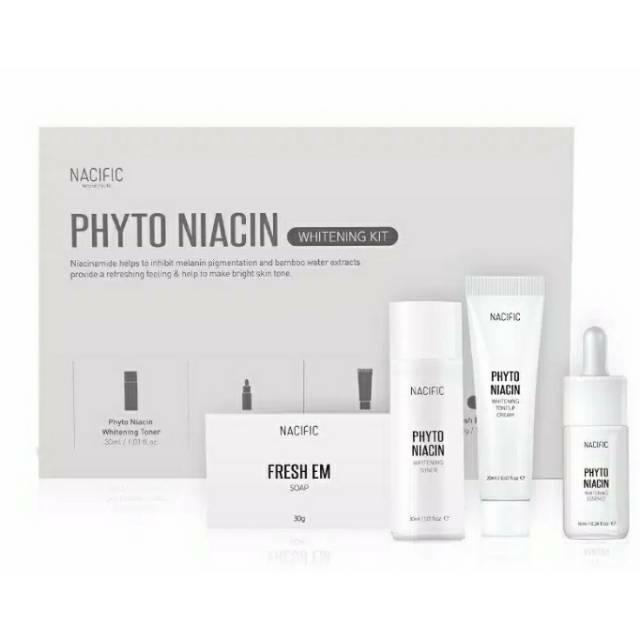 NACIFIC
PHYTO NIACIN WHITENING KIT
Niacinamide helps to inhibit melanin pigmentation and bamboo water extracts
provide a refreshing feeling & help to make bright skin tone.
Phyto Niacin
Whitening Toner
30ml / 1.01 fl.oz
NACIFIC
FRESH EM
SOAP
30g
NACIFIC
PHYTO
NIACIN
WHITENING
TONER
30ml / 1.01 fl.oz ℮
NACIFIC
PHYTO
NIACIN
WHITENING
TONE UP
CREAM
NACIFIC
PHYTO
NIACIN
WHITENING
ESSENCE